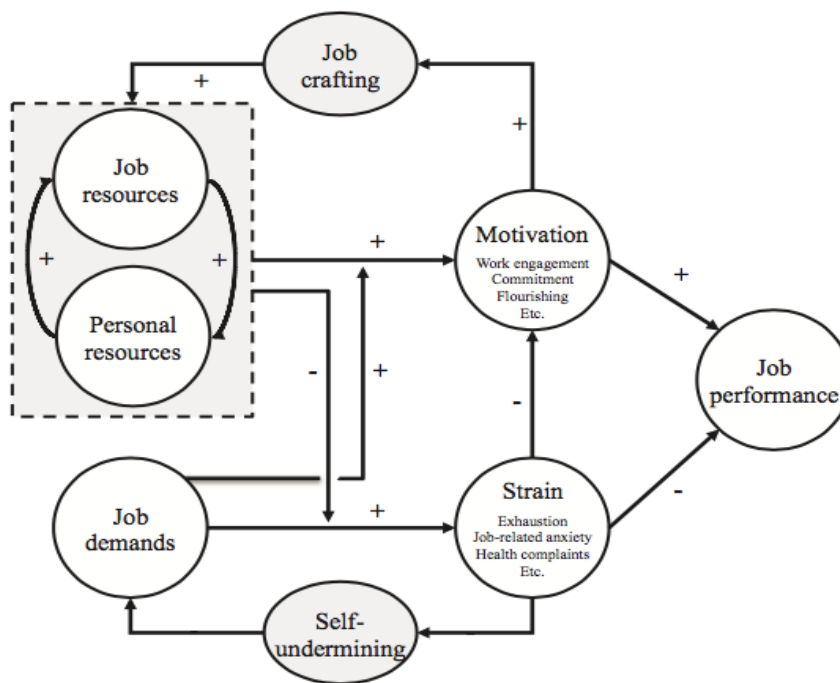 Job
crafting
+
+
Job
resources
+
+
Personal
resources
+
-
+
Motivation
Work engagement
Commitment
Flourishing
Etc.
+
Job
performance
-
-
Job
demands
+
Strain
Exhaustion
Job-related anxiety
Health complaints
Etc.
Self-
undermining